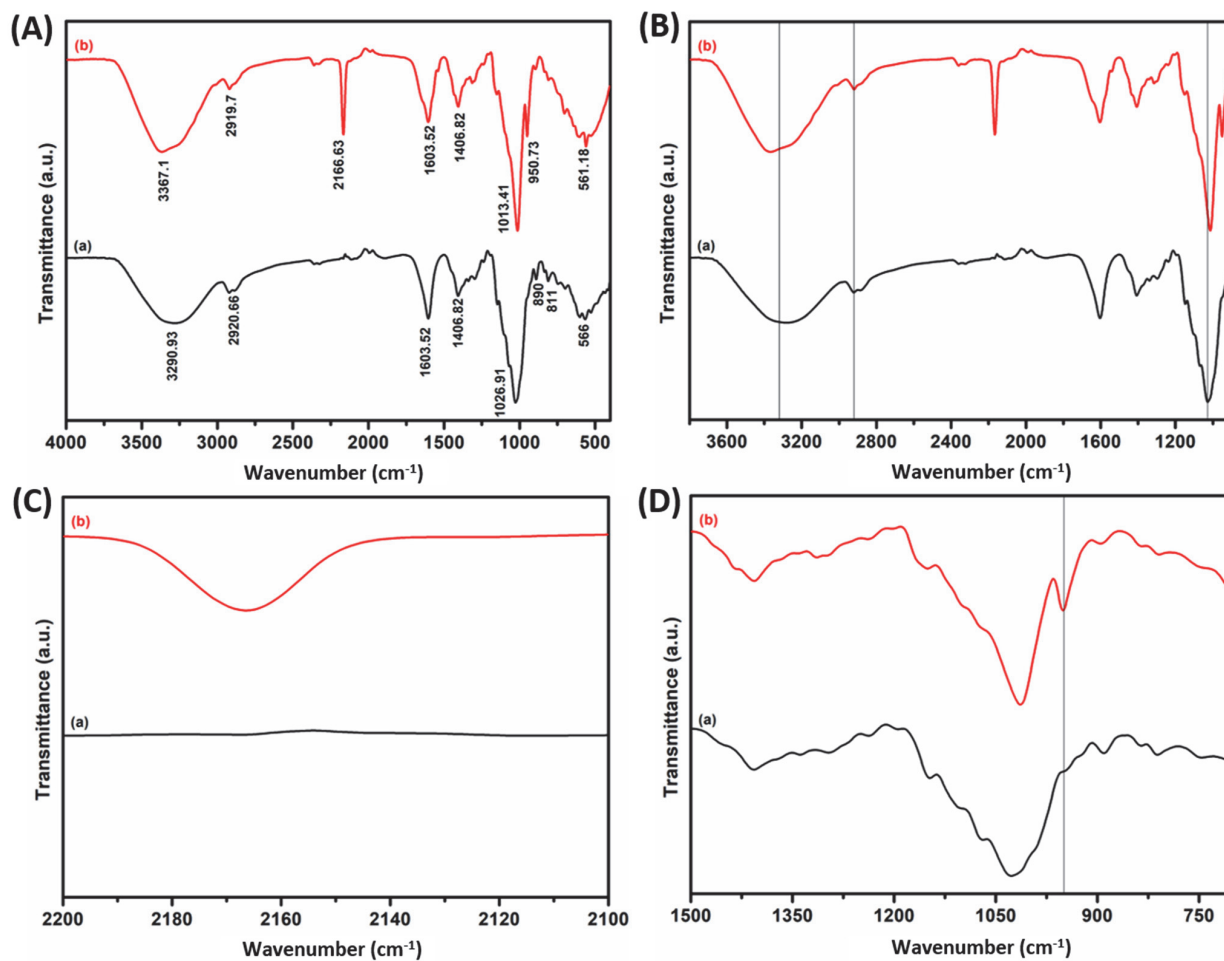 (A)
(b)
2919.7
3367.1
2166.63
1603.52
1406.82
950.73
1013.41
561.18
(a)
2920.66
3290.93
1603.52
1406.82
890
811
566
1026.91
Transmittance (a.u.)
4000 3500 3000 2500 2000 1500 1000 500
Wavenumber (cm⁻¹)
(B)
(b)
(a)
Transmittance (a.u.)
3600 3200 2800 2400 2000 1600 1200
Wavenumber (cm⁻¹)
(C)
(b)
(a)
Transmittance (a.u.)
2200 2180 2160 2140 2120 2100
Wavenumber (cm⁻¹)
(D)
(b)
(a)
Transmittance (a.u.)
1500 1350 1200 1050 900 750
Wavenumber (cm⁻¹)